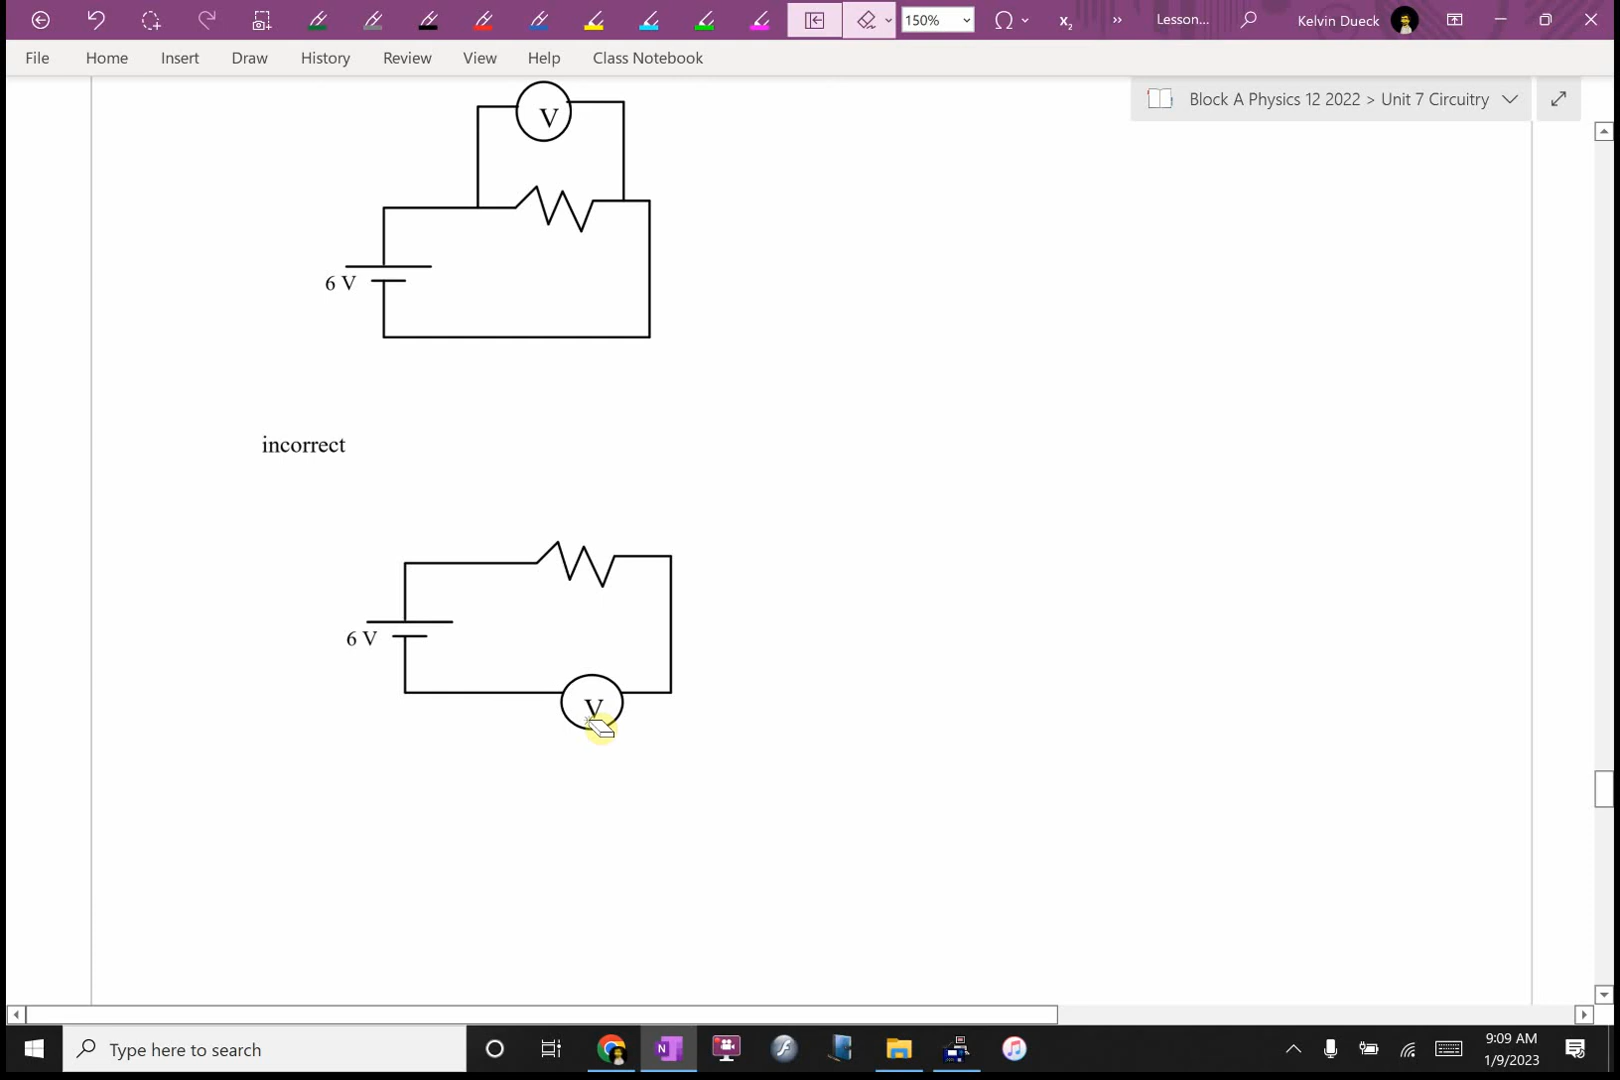 150%
Ω
x₂
››
Lesson...
Kelvin Dueck
File
Home
Insert
Draw
History
Review
View
Help
Class Notebook
Block A Physics 12 2022 > Unit 7 Circuitry
V
6 V
incorrect
6 V
V
Type here to search
N
9:09 AM
1/9/2023